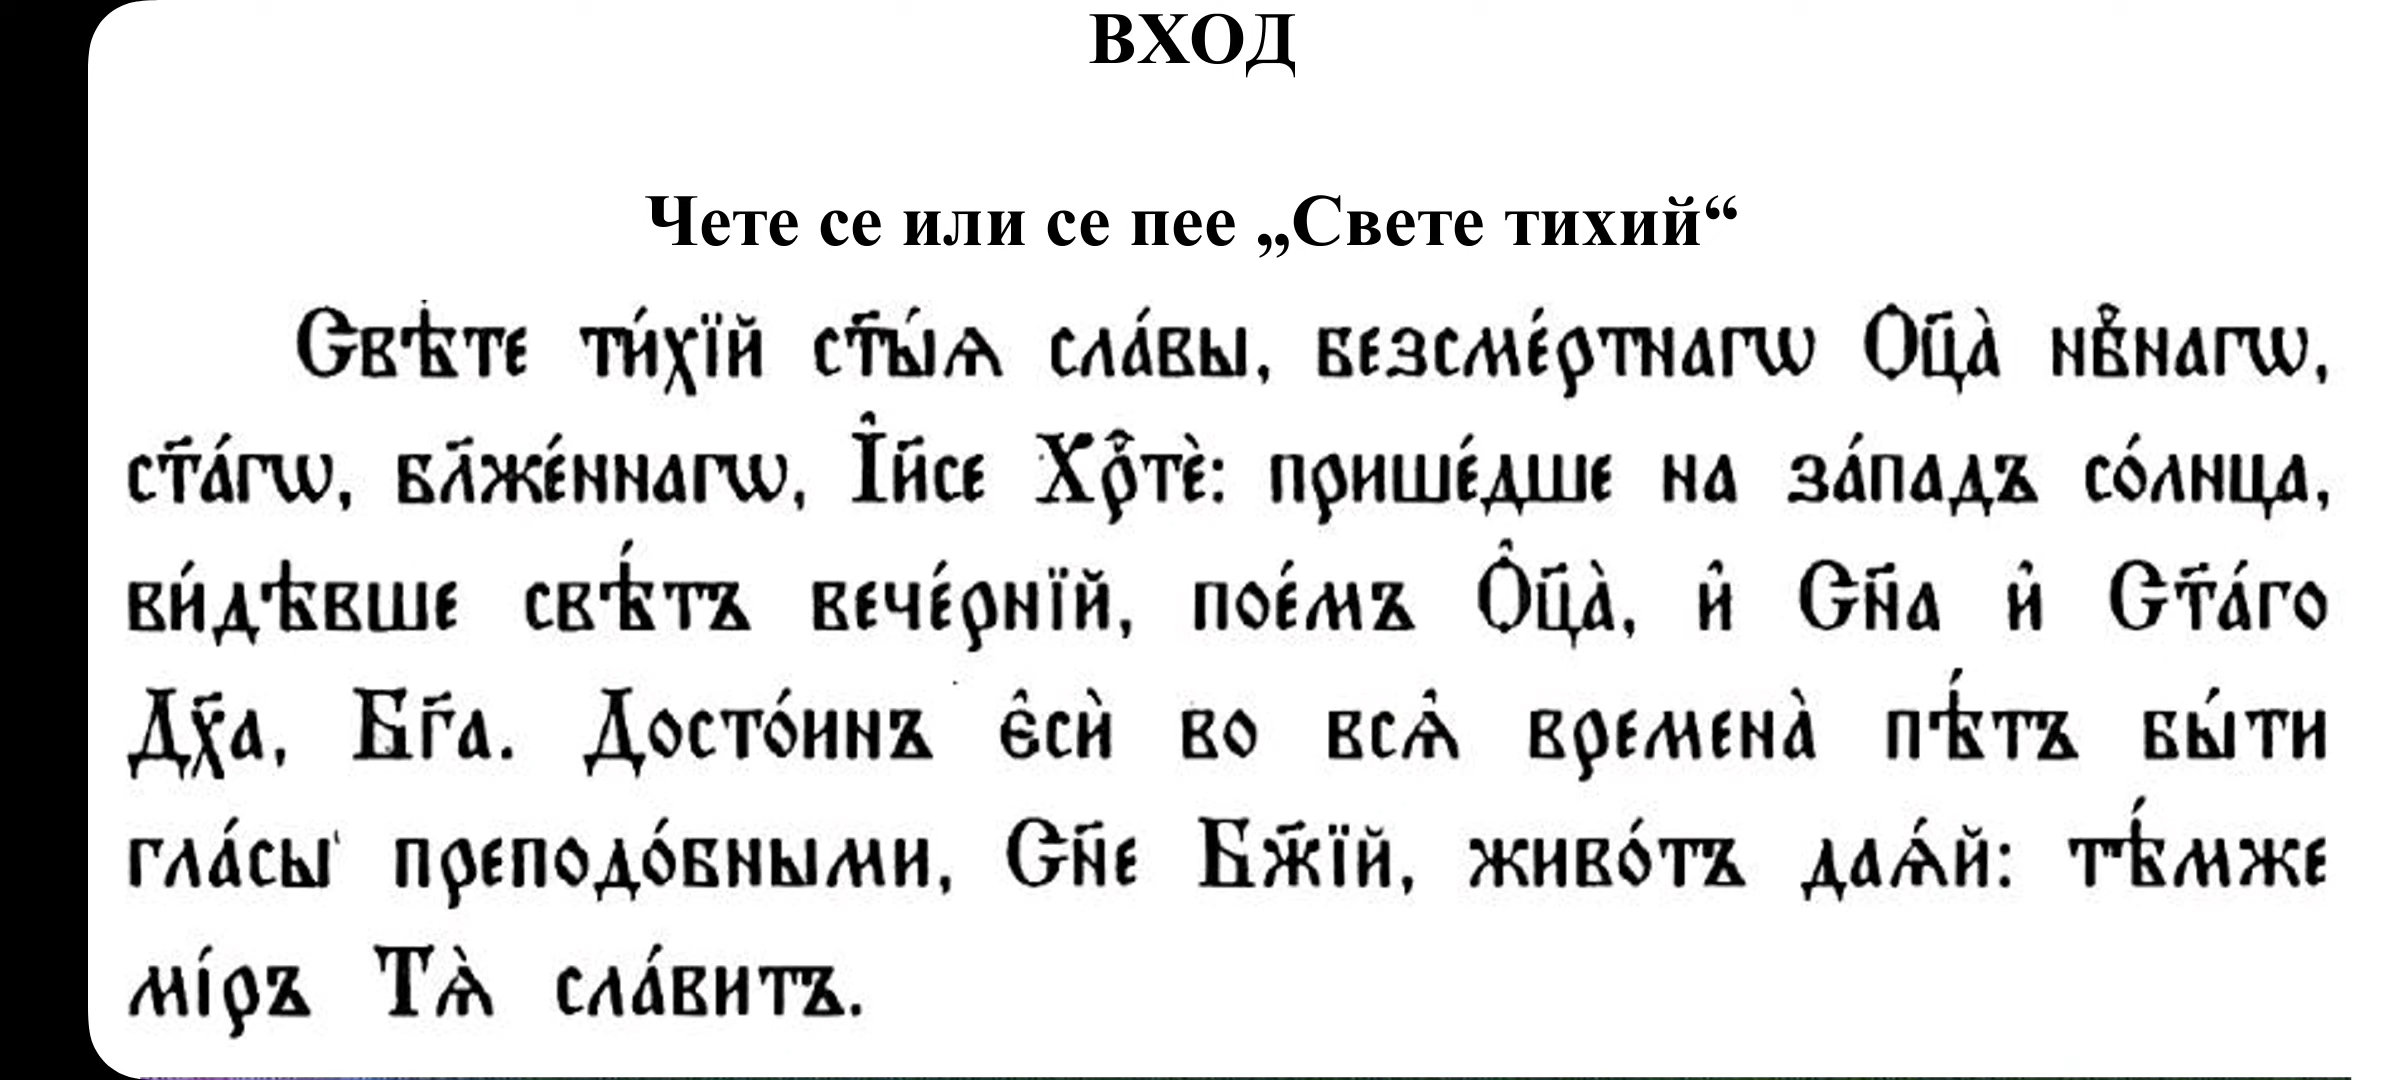 ВХОД
Чете се или се пее „Свете тихий“
Свѣ́те ти́хїй ст҃ы́ѧ сла́вы, безсме́ртнагѡ Ѻц҃а̀ нбⷭ҇нагѡ,
ст҃а́гѡ, бл҃же́ннагѡ, І҆и҃се Хрⷭ҇тѐ: прише́дше на за́падъ со́лнца,
ви́дѣвше свѣ́тъ вече́рнїй, пое́мъ Ѻ҆ц҃а̀, и҆ Сн҃а и҆ Ст҃а́го
Дх҃а, Бг҃а. Досто́инъ є҆сѝ во всѧ̑ времена̀ пѣ́тъ бы́ти
гла́сы преподо́бными, Сн҃е Бж҃їй, живо́тъ даѧ́й: тѣ́мже
мі́ръ Тѧ̀ сла́витъ.